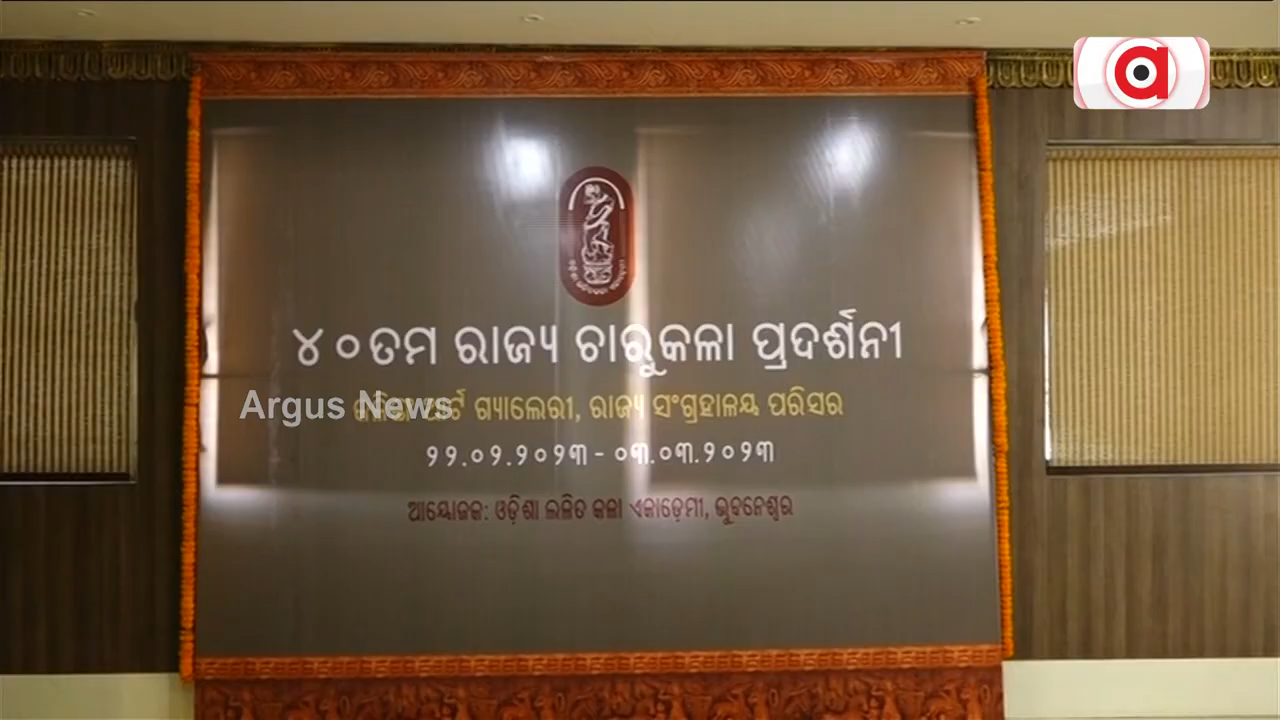 ୪୦ତମ ରାଜ୍ୟ ଚାରୁକଳା ପ୍ରଦର୍ଶନୀ
Argus News
ଆର୍ଟ ଗ୍ୟାଲେରୀ, ରାଜ୍ୟ ସଂଗ୍ରହାଳୟ ପରିସର
୨୨.୦୨.୨୦୨୩ - ୦୩.୦୩.୨୦୨୩
ଆୟୋଜକ: ଓଡ଼ିଶା ଲଳିତ କଳା ଏକାଡ଼େମୀ, ଭୁବନେଶ୍ୱର